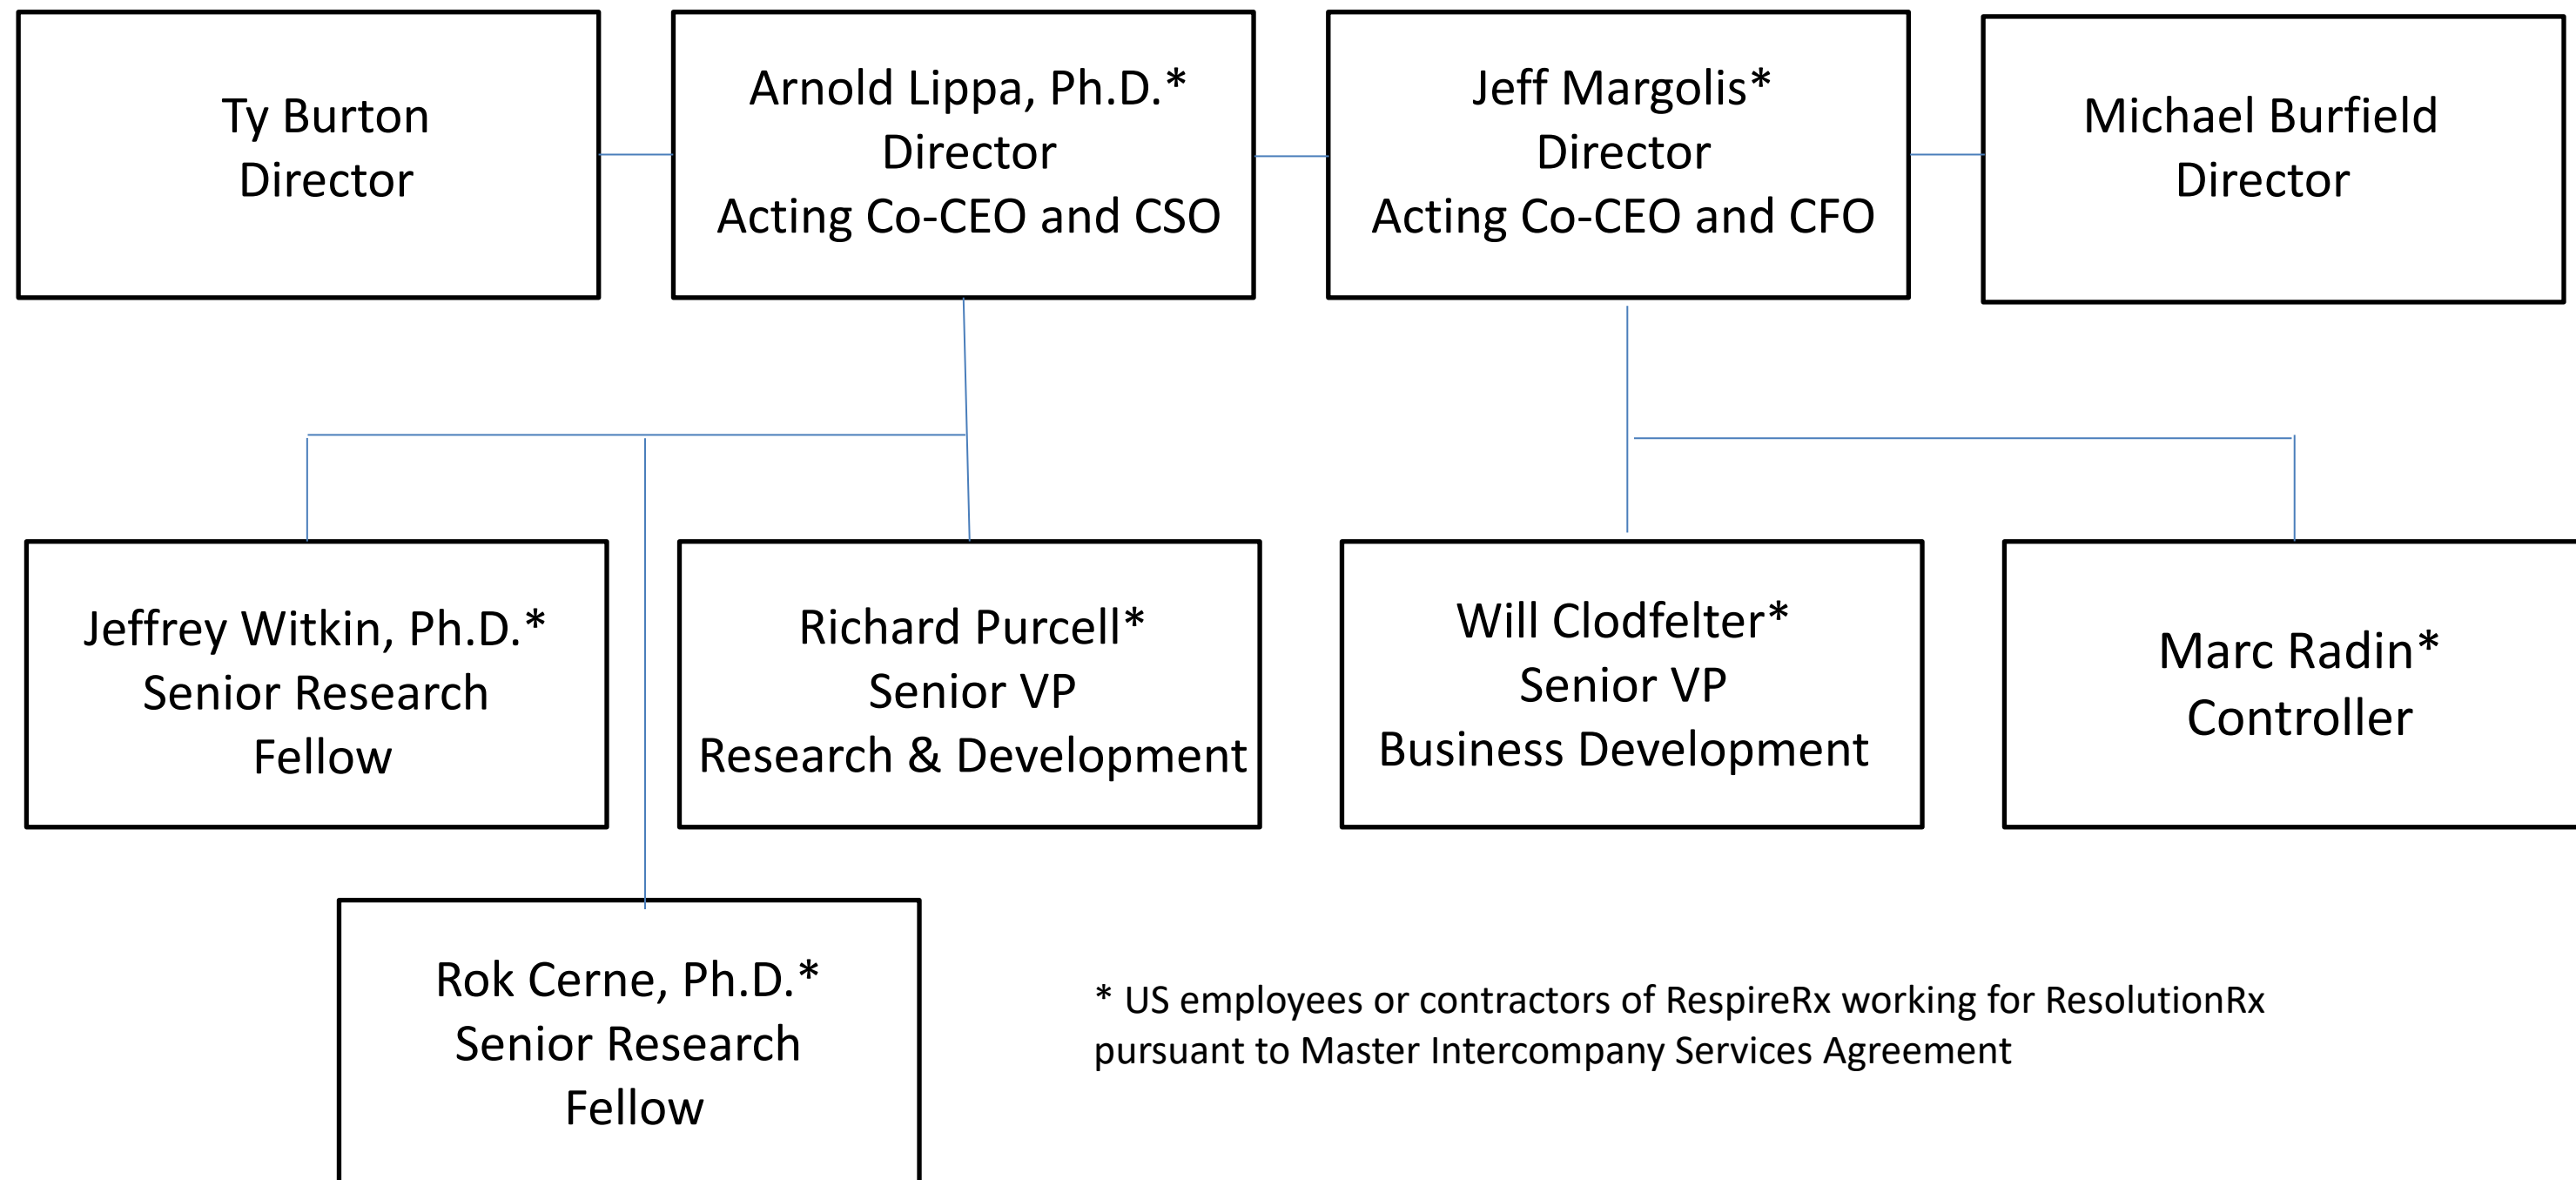 Ty Burton
Director
Arnold Lippa, Ph.D.*
Director
Acting Co-CEO and CSO
Jeff Margolis*
Director
Acting Co-CEO and CFO
Michael Burfield
Director
Jeffrey Witkin, Ph.D.*
Senior Research
Fellow
Richard Purcell*
Senior VP
Research & Development
Will Clodfelter*
Senior VP
Business Development
Marc Radin*
Controller
Rok Cerne, Ph.D.*
Senior Research
Fellow
* US employees or contractors of RespireRx working for ResolutionRx
pursuant to Master Intercompany Services Agreement